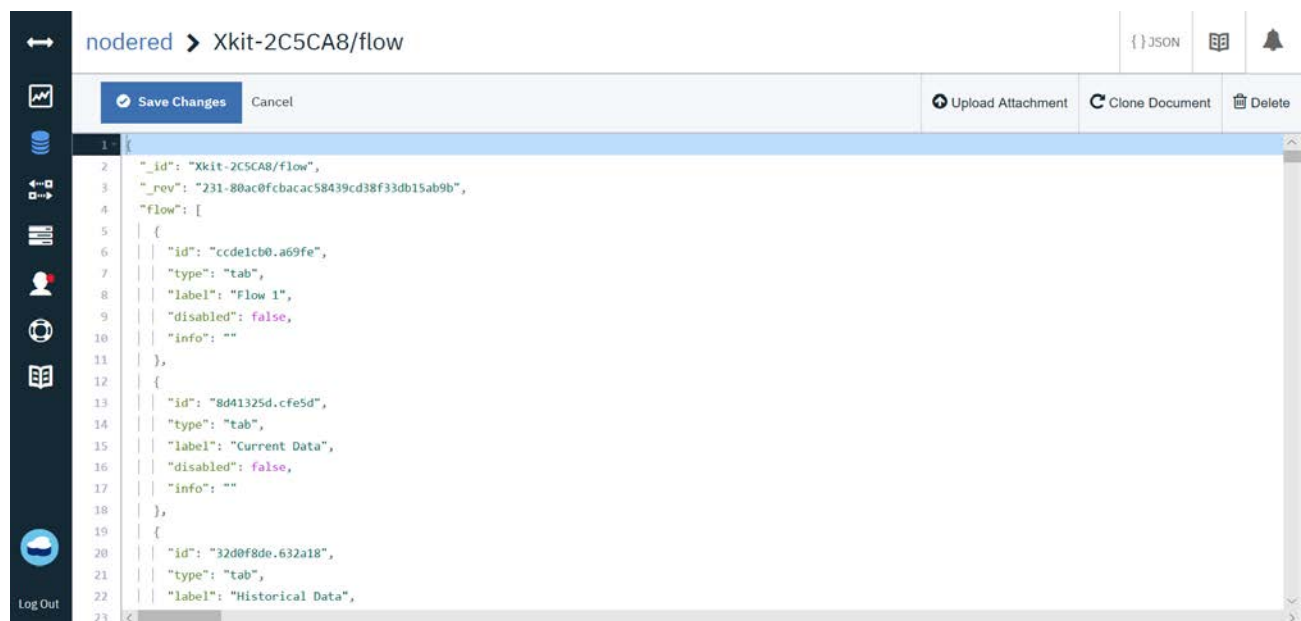 nodered > Xkit-2C5CA8/flow
{ } JSON
Save Changes Cancel
Upload Attachment Clone Document Delete
1 {
2 "_id": "Xkit-2C5CA8/flow",
3 "_rev": "231-80ac0fcbacac58439cd38f33db15ab9b",
4 "flow": [
5 {
6 "id": "ccde1cb0.a69fe",
7 "type": "tab",
8 "label": "Flow 1",
9 "disabled": false,
10 "info": ""
11 },
12 {
13 "id": "8d41325d.cfe5d",
14 "type": "tab",
15 "label": "Current Data",
16 "disabled": false,
17 "info": ""
18 },
19 {
20 "id": "32d0f8de.632a18",
21 "type": "tab",
22 "label": "Historical Data",
23
Log Out